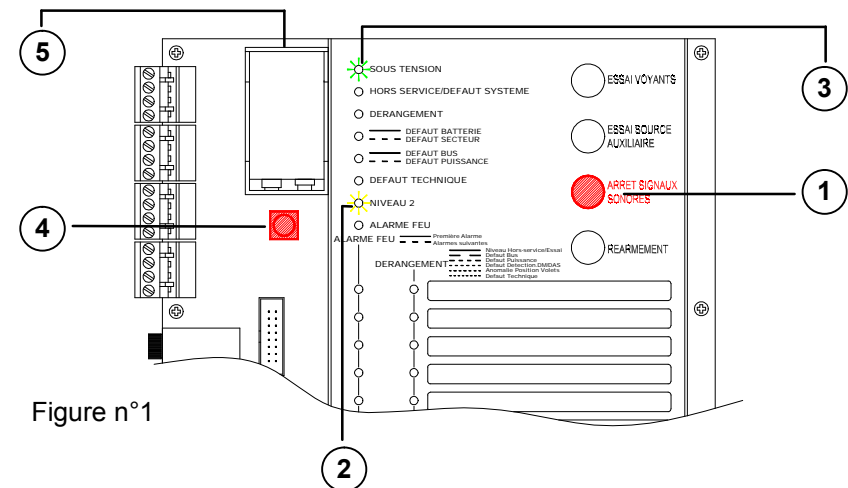 5
3
SOUS TENSION
HORS SERVICE/DEFAUT SYSTEME
DERANGEMENT
DEFAUT BATTERIE
DEFAUT SECTEUR
DEFAUT BUS
DEFAUT PUISSANCE
DEFAUT TECHNIQUE
NIVEAU 2
ALARME FEU
ALARME FEU
Première Alarme
Alarmes suivantes
DERANGEMENT
Niveau Hors-service/Essai
Defaut Bus
Defaut Puissance
Defaut Detection.DM/DAS
Anomalie Position Volets
Defaut Technique
ESSAI VOYANTS
ESSAI SOURCE
AUXILIAIRE
ARRET SIGNAUX
SONORES
REARMEMENT
1
4
2
Figure n°1